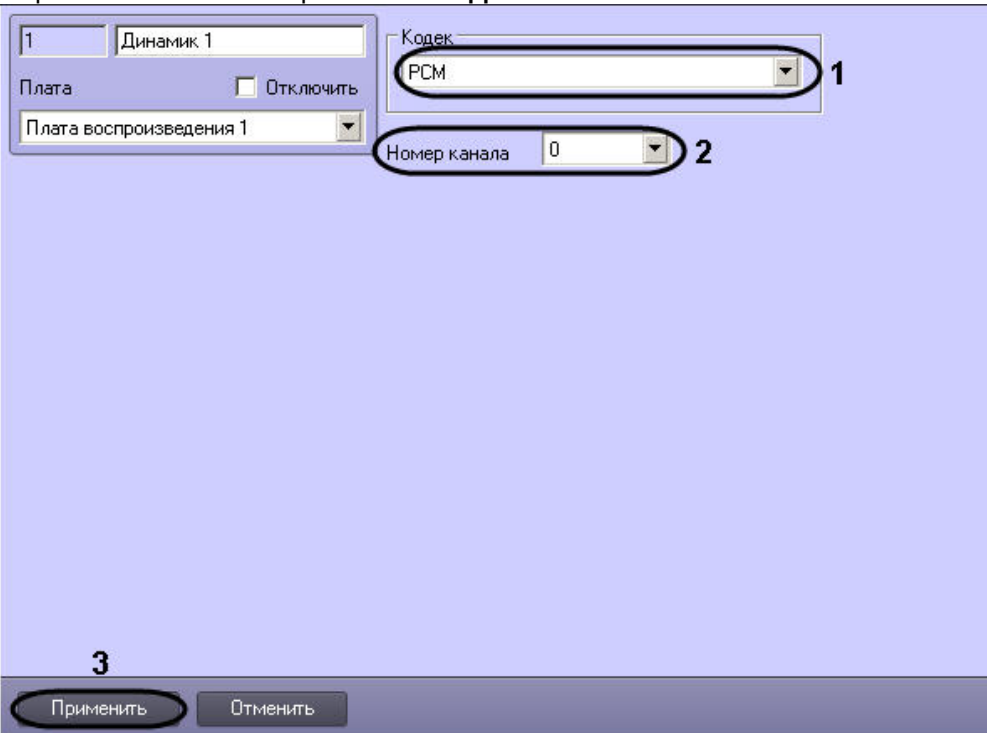 1
Динамик 1
Плата
Отключить
Плата воспроизведения 1
Кодек
PCM
1
Номер канала
0
2
3
Применить
Отменить